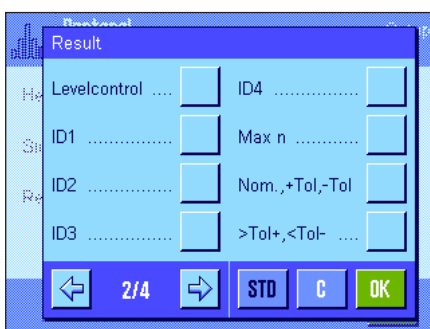 Result
Levelcontrol ....
ID4 ...............
ID1 ...............
Max n ...........
ID2 ...............
Nom.,+Tol,-Tol
ID3 ...............
>Tol+,<Tol- ....
2/4
STD
C
OK